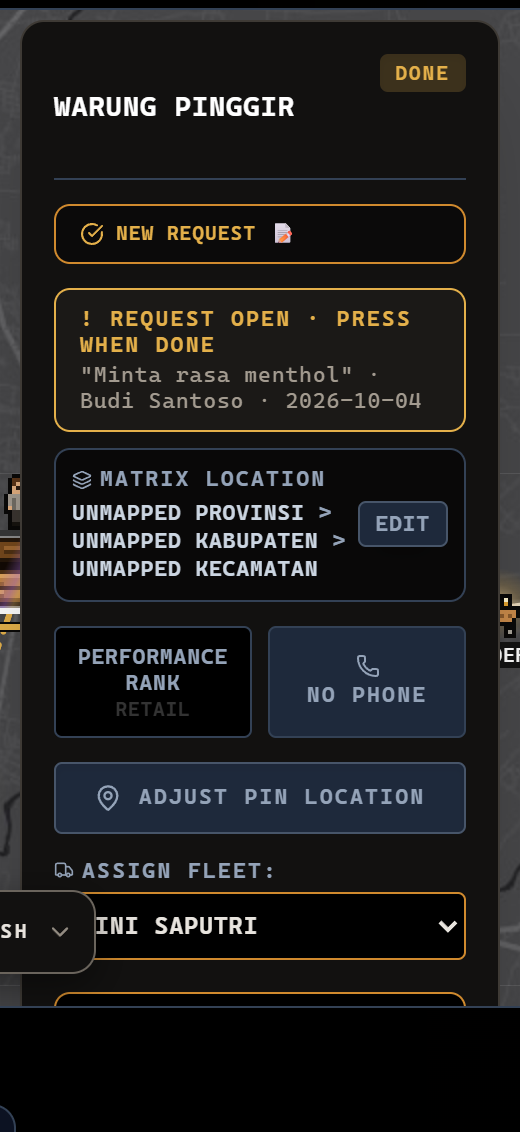 DONE
WARUNG PINGGIR
NEW REQUEST
! REQUEST OPEN · PRESS
WHEN DONE
"Minta rasa menthol" ·
Budi Santoso · 2026-10-04
MATRIX LOCATION
UNMAPPED PROVINSI >
UNMAPPED KABUPATEN >
UNMAPPED KECAMATAN
EDIT
PERFORMANCE
RANK
RETAIL
NO PHONE
ADJUST PIN LOCATION
ASSIGN FLEET:
INI SAPUTRI
SH